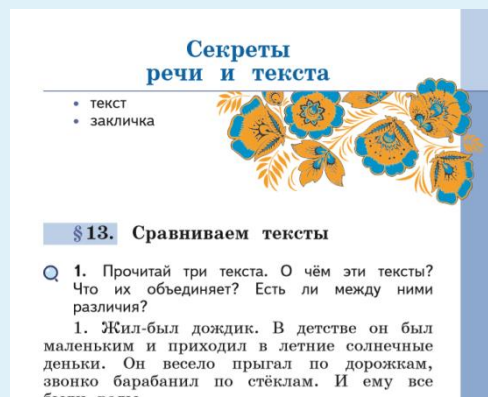 Секреты
речи и текста
• текст
• закличка
§ 13. Сравниваем тексты
1. Прочитай три текста. О чём эти тексты?
Что их объединяет? Есть ли между ними
различия?
1. Жил-был дождик. В детстве он был
маленьким и приходил в летние солнечные
деньки. Он весело прыгал по дорожкам,
звонко барабанил по стёклам. И ему все